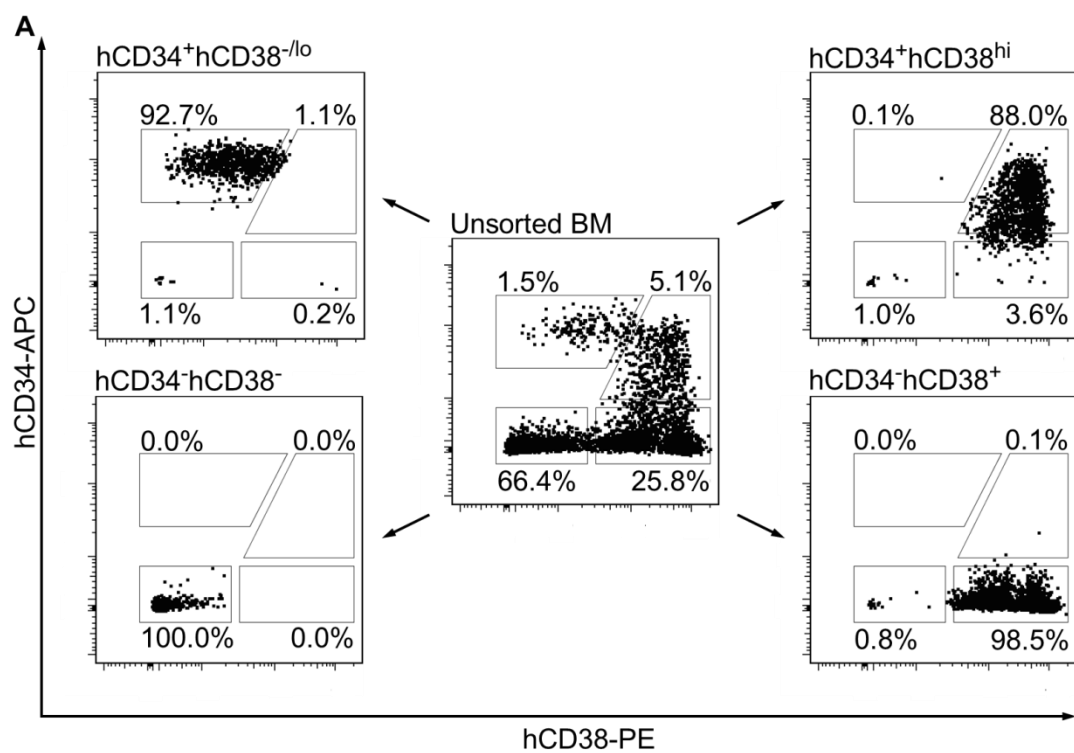 A
hCD34⁺hCD38⁻/ˡᵒ
92.7%
1.1%
1.1%
0.2%
hCD34⁺hCD38ʰⁱ
0.1%
88.0%
1.0%
3.6%
Unsorted BM
1.5%
5.1%
66.4%
25.8%
hCD34⁻hCD38⁻
0.0%
0.0%
100.0%
0.0%
hCD34⁻hCD38⁺
0.0%
0.1%
0.8%
98.5%
hCD34-APC
hCD38-PE